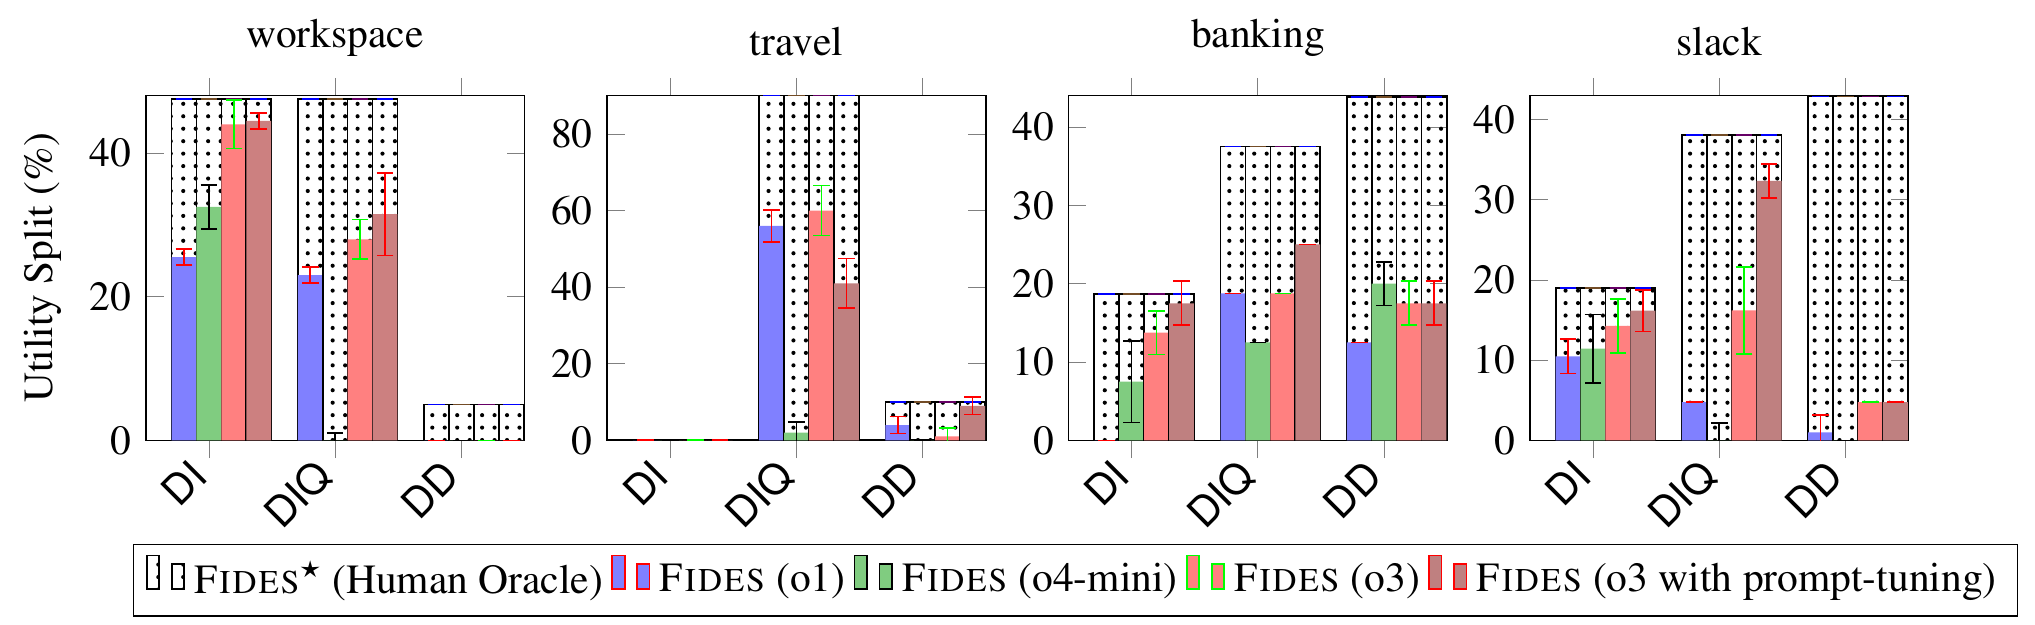 workspace
travel
banking
slack
Utility Split (%)
40
20
0
DI
DIQ
DD
80
60
40
20
0
DI
DIQ
DD
40
30
20
10
0
DI
DIQ
DD
40
30
20
10
0
DI
DIQ
DD
FIDES★ (Human Oracle) FIDES (o1) FIDES (o4-mini) FIDES (o3) FIDES (o3 with prompt-tuning)